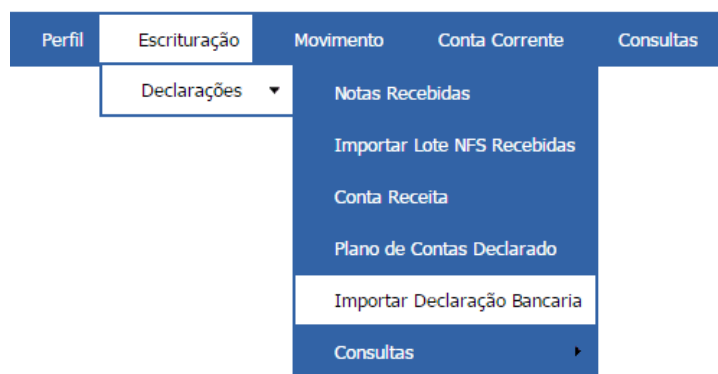 Perfil Escrituração Movimento Conta Corrente Consultas
Declarações
Notas Recebidas
Importar Lote NFS Recebidas
Conta Receita
Plano de Contas Declarado
Importar Declaração Bancaria
Consultas